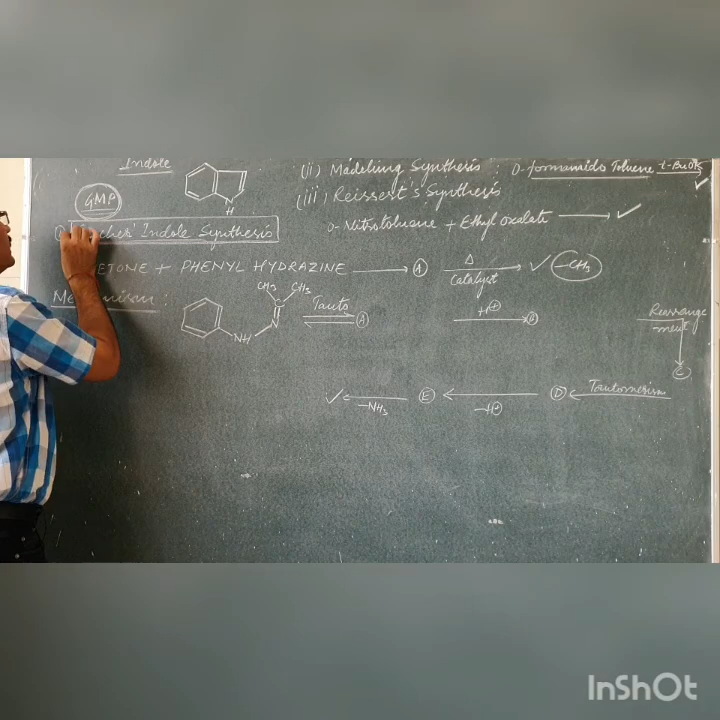 Indole
(ii) Madelung Synthesis : O-formamido Toluene t-BuOK
GMP
(iii) Reissert's Synthesis
N
H
Indole Synthesis
O-Nitrotoluene + Ethyl Oxalate
ETONE + PHENYL HYDRAZINE A Δ Catalyst -CH3
CH3 CH3
C
N
NH
Tauto A H⊕ B
Rearrange
ment
C
-NH3 E -H⊕ D Tautomerism
InShOt